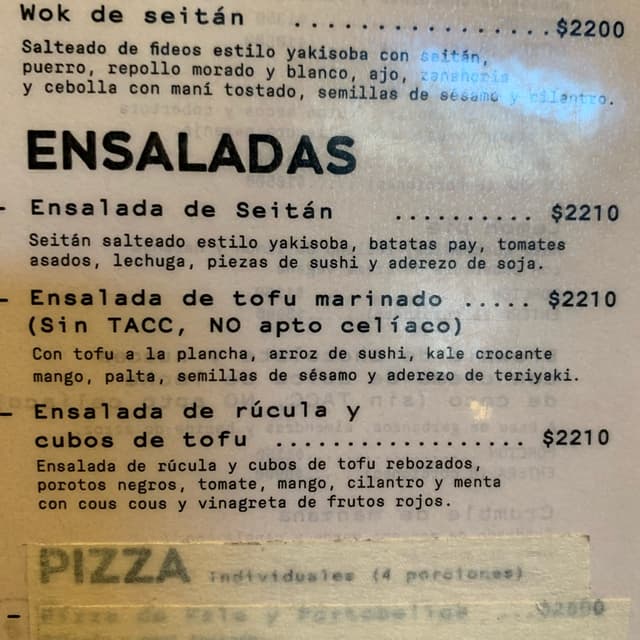 Wok de seitán ................. $2200
Salteado de fideos estilo yakisoba con seitán,
puerro, repollo morado y blanco, ajo, zanahoria
y cebolla con maní tostado, semillas de sésamo y cilantro.
ENSALADAS
- Ensalada de Seitán .......... $2210
Seitán salteado estilo yakisoba, batatas pay, tomates
asados, lechuga, piezas de sushi y aderezo de soja.
- Ensalada de tofu marinado ..... $2210
(Sin TACC, NO apto celíaco)
Con tofu a la plancha, arroz de sushi, kale crocante
mango, palta, semillas de sésamo y aderezo de teriyaki.
- Ensalada de rúcula y
cubos de tofu .................. $2210
Ensalada de rúcula y cubos de tofu rebozados,
porotos negros, tomate, mango, cilantro y menta
con cous cous y vinagreta de frutos rojos.
PIZZA individuales (4 porciones)
- Pizza de Kale y Portobellos ...